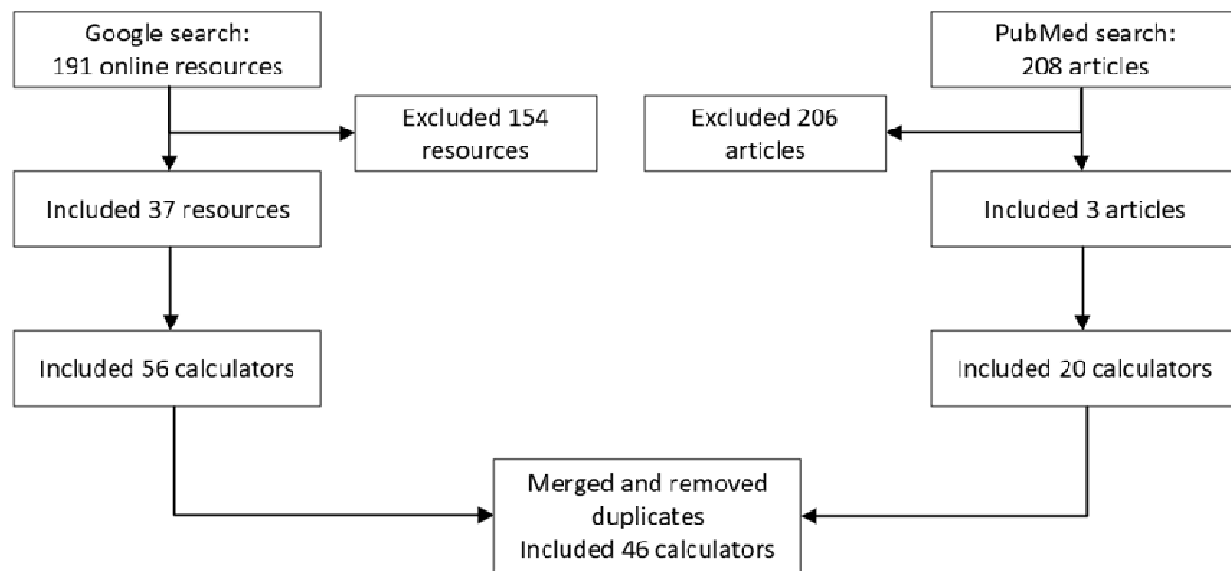 Google search:
191 online resources
PubMed search:
208 articles
Excluded 154
resources
Excluded 206
articles
Included 37 resources
Included 3 articles
Included 56 calculators
Included 20 calculators
Merged and removed
duplicates
Included 46 calculators